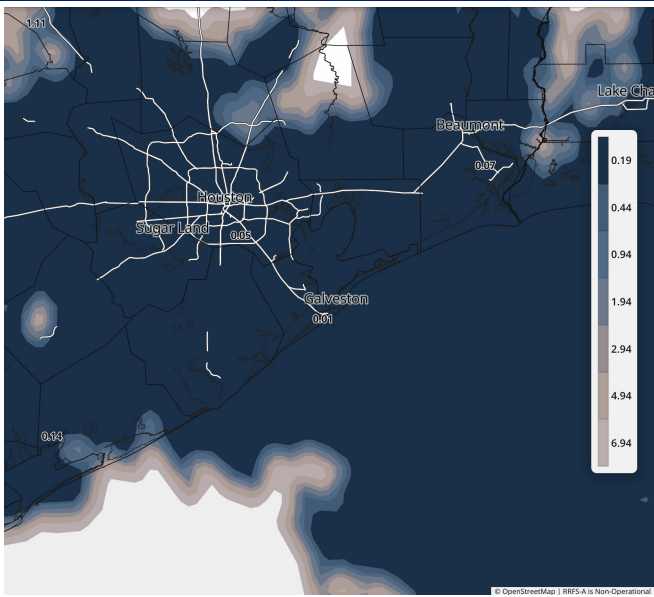 1.11
Lake Cha
Beaumont
0.07
Houston
Sugar Land
0.05
Galveston
0.01
0.14
0.19
0.44
0.94
1.94
2.94
4.94
6.94
© OpenStreetMap | RRFS-A is Non-Operational